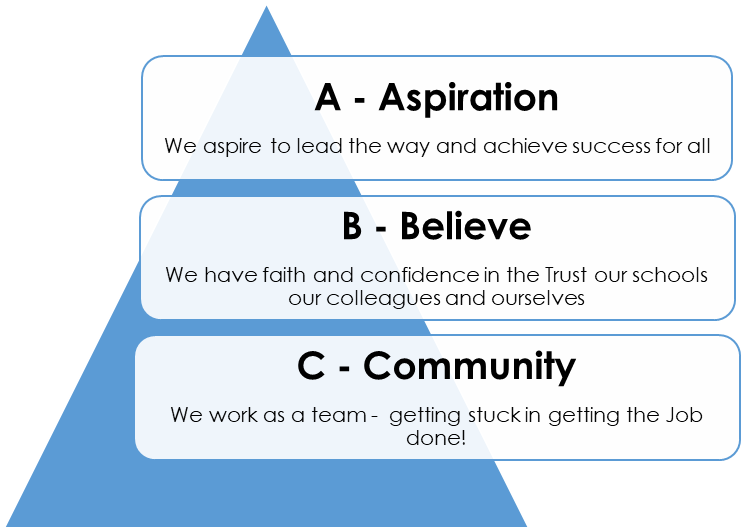 A - Aspiration
We aspire to lead the way and achieve success for all
B - Believe
We have faith and confidence in the Trust our schools
our colleagues and ourselves
C - Community
We work as a team - getting stuck in getting the Job
done!